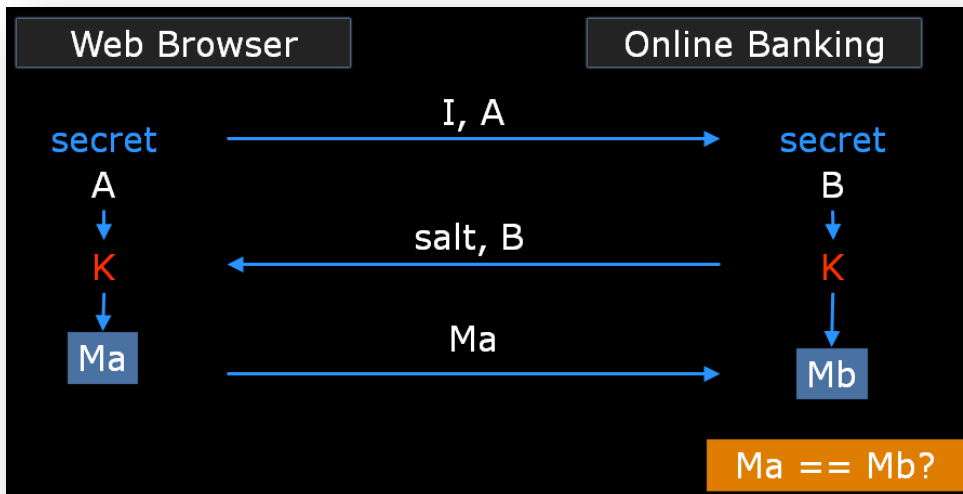 Web Browser
Online Banking
I, A
secret
secret
A
B
salt, B
K
K
Ma
Ma
Mb
Ma == Mb?